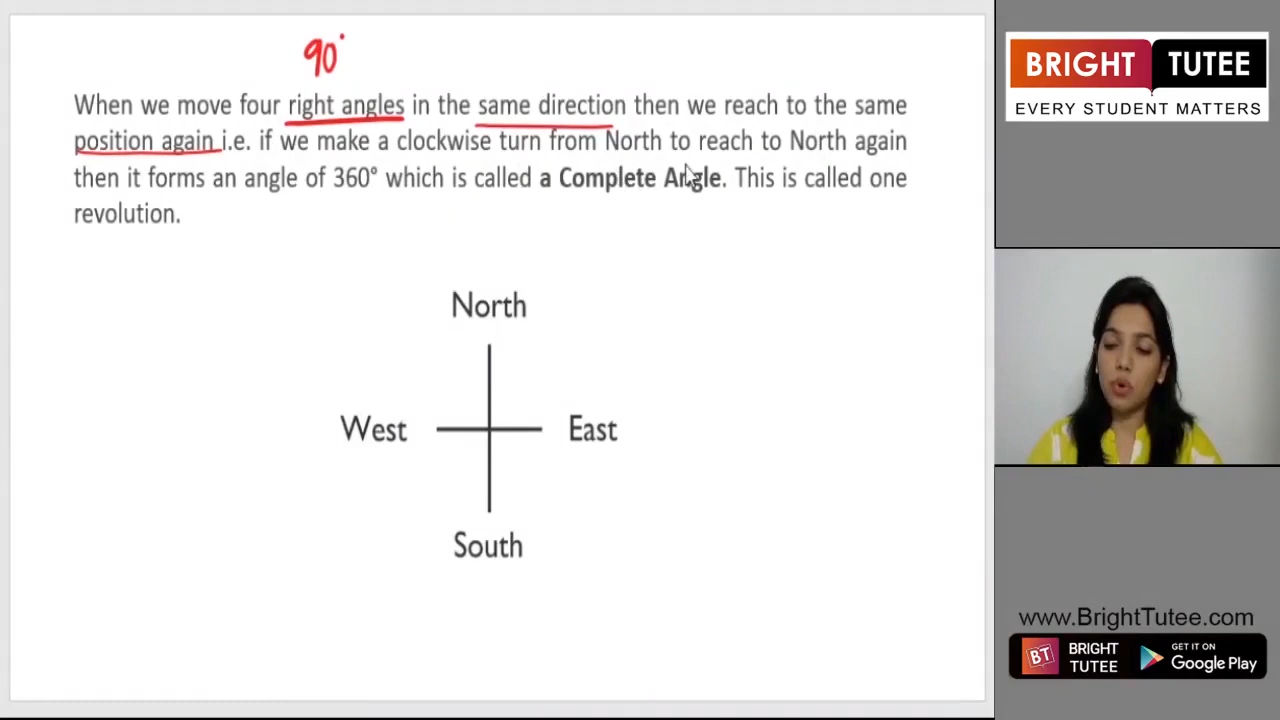 90°
When we move four right angles in the same direction then we reach to the same
position again i.e. if we make a clockwise turn from North to reach to North again
then it forms an angle of 360° which is called a Complete Angle. This is called one
revolution.
North
West East
South
BRIGHT TUTEE
EVERY STUDENT MATTERS
www.BrightTutee.com
BT BRIGHT TUTEE
GET IT ON
Google Play